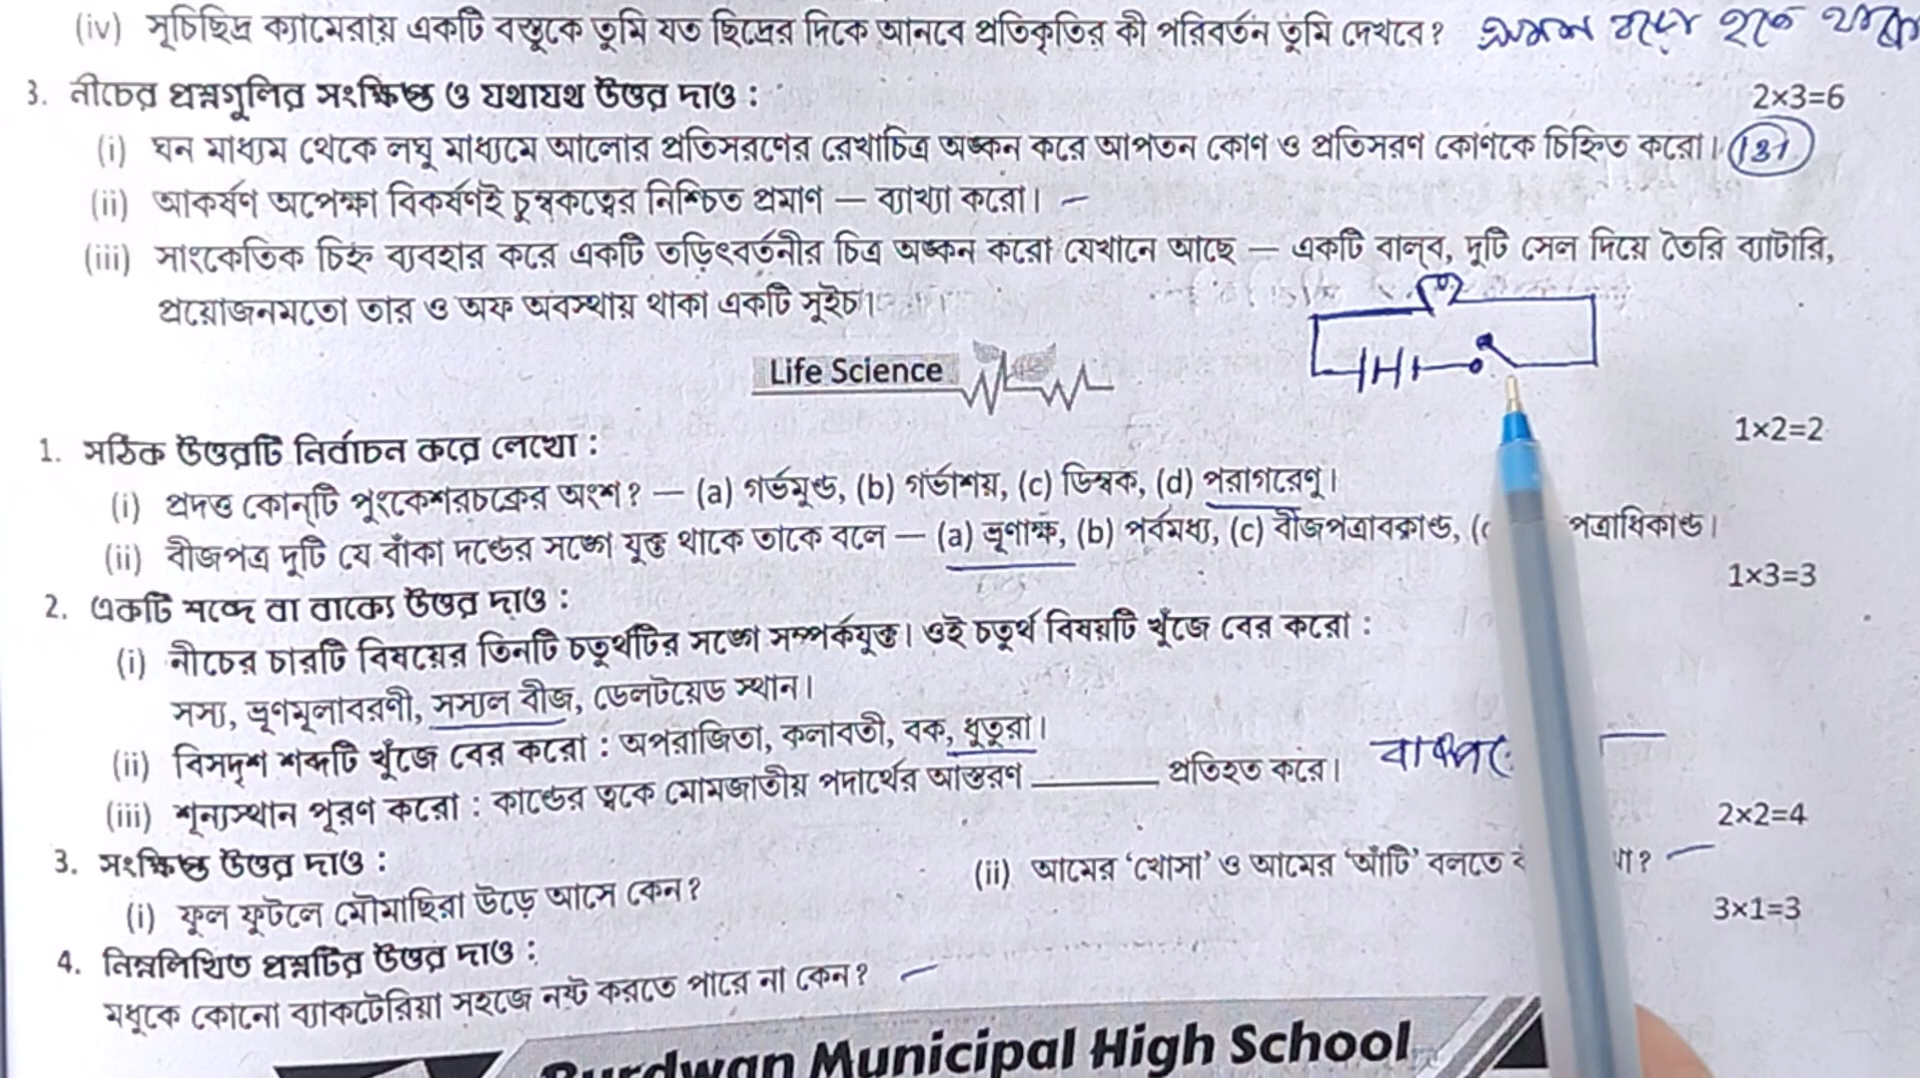 (iv) সূচিছিদ্র ক্যামেরায় একটি বস্তুকে তুমি যত ছিদ্রের দিকে আনবে প্রতিকৃতির কী পরিবর্তন তুমি দেখবে? ক্রমশ বড়ো হতে থাকবে
3. নীচের প্রশ্নগুলির সংক্ষিপ্ত ও যথাযথ উত্তর দাও : 2×3=6
(i) ঘন মাধ্যম থেকে লঘু মাধ্যমে আলোর প্রতিসরণের রেখাচিত্র অঙ্কন করে আপতন কোণ ও প্রতিসরণ কোণকে চিহ্নিত করো। 131
(ii) আকর্ষণ অপেক্ষা বিকর্ষণই চুম্বকত্বের নিশ্চিত প্রমাণ — ব্যাখ্যা করো।
(iii) সাংকেতিক চিহ্ন ব্যবহার করে একটি তড়িৎবর্তনীর চিত্র অঙ্কন করো যেখানে আছে — একটি বাল্‌ব, দুটি সেল দিয়ে তৈরি ব্যাটারি,
প্রয়োজনমতো তার ও অফ অবস্থায় থাকা একটি সুইচ।
Life Science
1. সঠিক উত্তরটি নির্বাচন করে লেখো : 1×2=2
(i) প্রদত্ত কোন্‌টি পুংকেশরচক্রের অংশ? — (a) গর্ভমুণ্ড, (b) গর্ভাশয়, (c) ডিম্বক, (d) পরাগরেণু।
(ii) বীজপত্র দুটি যে বাঁকা দণ্ডের সঙ্গে যুক্ত থাকে তাকে বলে — (a) ভ্রূণাক্ষ, (b) পর্বমধ্য, (c) বীজপত্রাবকাণ্ড, পত্রাধিকাণ্ড।
2. একটি শব্দে বা বাক্যে উত্তর দাও : 1×3=3
(i) নীচের চারটি বিষয়ের তিনটি চতুর্থটির সঙ্গে সম্পর্কযুক্ত। ওই চতুর্থ বিষয়টি খুঁজে বের করো :
সস্য, ভ্রূণমূলাবরণী, সস্যল বীজ, ডেলটয়েড স্থান।
(ii) বিসদৃশ শব্দটি খুঁজে বের করো : অপরাজিতা, কলাবতী, বক, ধুতুরা।
(iii) শূন্যস্থান পূরণ করো : কাণ্ডের ত্বকে মোমজাতীয় পদার্থের আস্তরণ ________ প্রতিহত করে।
3. সংক্ষিপ্ত উত্তর দাও : 2×2=4
(i) ফুল ফুটলে মৌমাছিরা উড়ে আসে কেন? (ii) আমের ‘খোসা’ ও আমের ‘আঁটি’ বলতে
4. নিম্নলিখিত প্রশ্নটির উত্তর দাও : 3×1=3
মধুকে কোনো ব্যাকটেরিয়া সহজে নষ্ট করতে পারে না কেন?
Burdwan Municipal High School